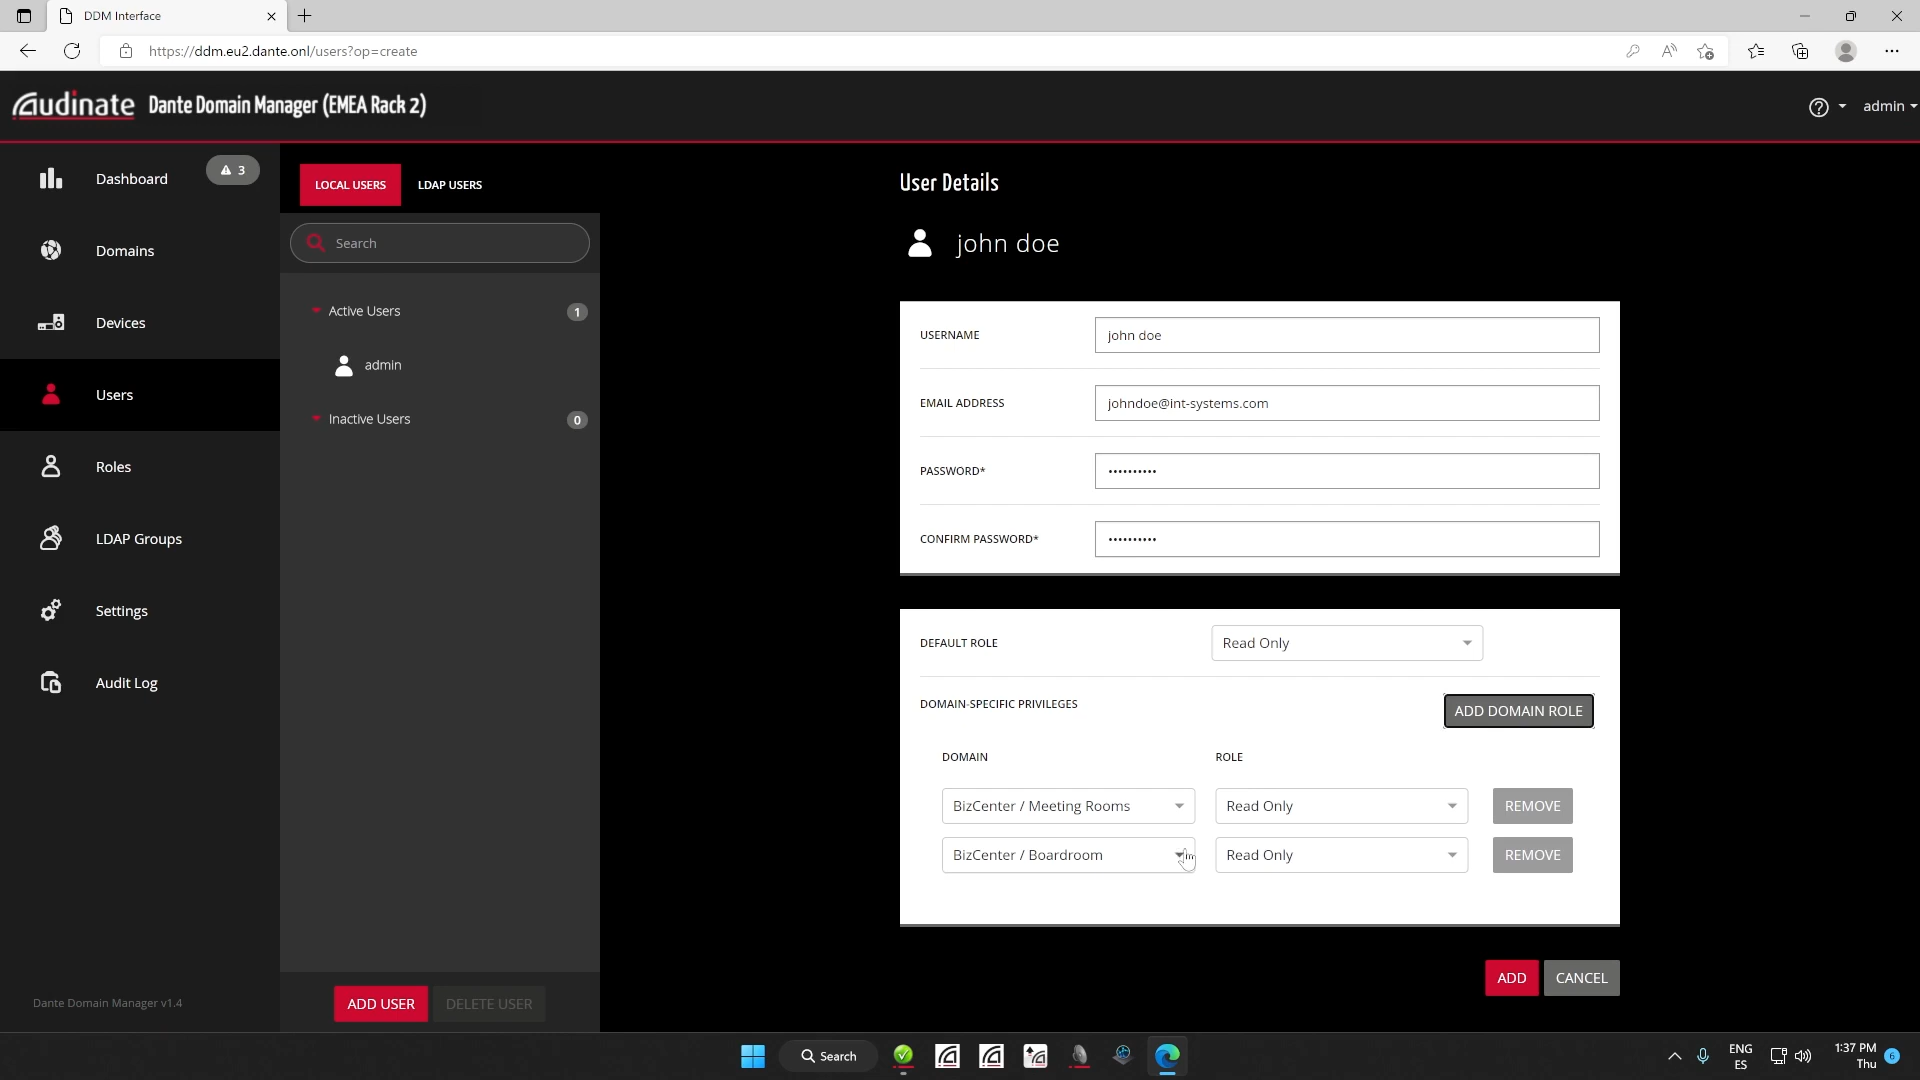 DDM Interface
https://ddm.eu2.dante.onl/users?op=create
Audinate Dante Domain Manager (EMEA Rack 2)
admin
Dashboard
3
Domains
Devices
Users
Roles
LDAP Groups
Settings
Audit Log
Dante Domain Manager v1.4
LOCAL USERS LDAP USERS
Search
Active Users 1
admin
Inactive Users 0
ADD USER DELETE USER
User Details
john doe
USERNAME john doe
EMAIL ADDRESS johndoe@int-systems.com
PASSWORD* ••••••••••
CONFIRM PASSWORD* ••••••••••
DEFAULT ROLE Read Only
DOMAIN-SPECIFIC PRIVILEGES ADD DOMAIN ROLE
DOMAIN ROLE
BizCenter / Meeting Rooms Read Only REMOVE
BizCenter / Boardroom Read Only REMOVE
ADD CANCEL
Search
ENG
ES
1:37 PM
Thu
6